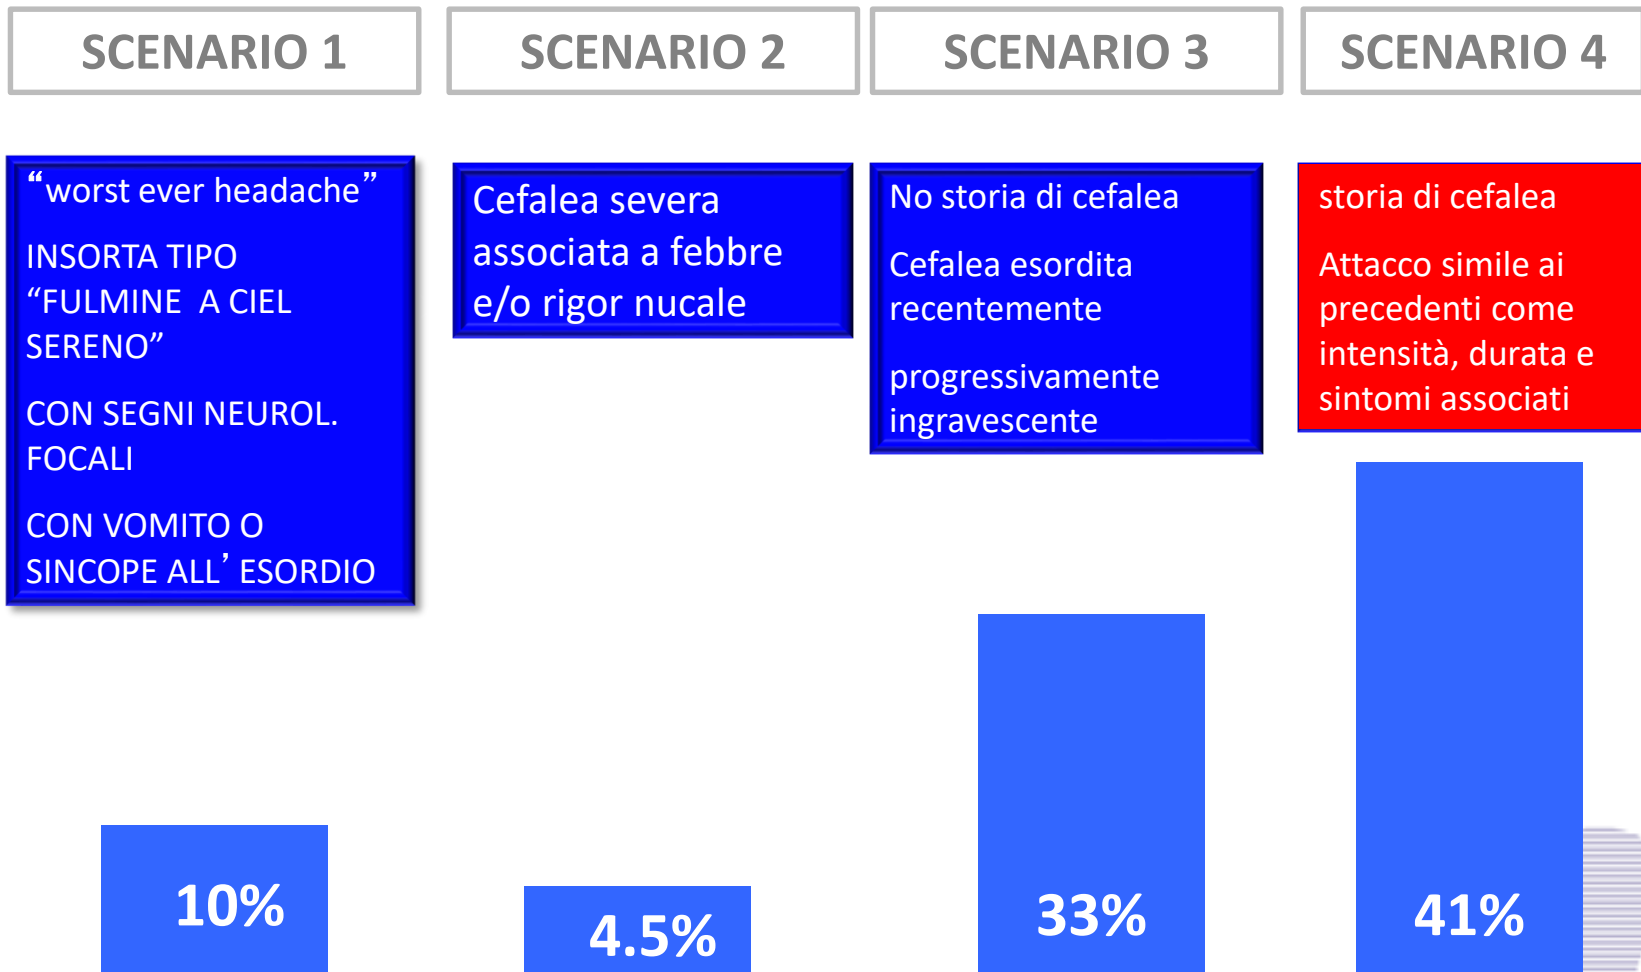 SCENARIO 1
SCENARIO 2
SCENARIO 3
SCENARIO 4
“worst ever headache”
INSORTA TIPO
“FULMINE A CIEL
SERENO”
CON SEGNI NEUROL.
FOCALI
CON VOMITO O
SINCOPE ALL’ ESORDIO
Cefalea severa
associata a febbre
e/o rigor nucale
No storia di cefalea
Cefalea esordita
recentemente
progressivamente
ingravescente
storia di cefalea
Attacco simile ai
precedenti come
intensità, durata e
sintomi associati
10%
4.5%
33%
41%